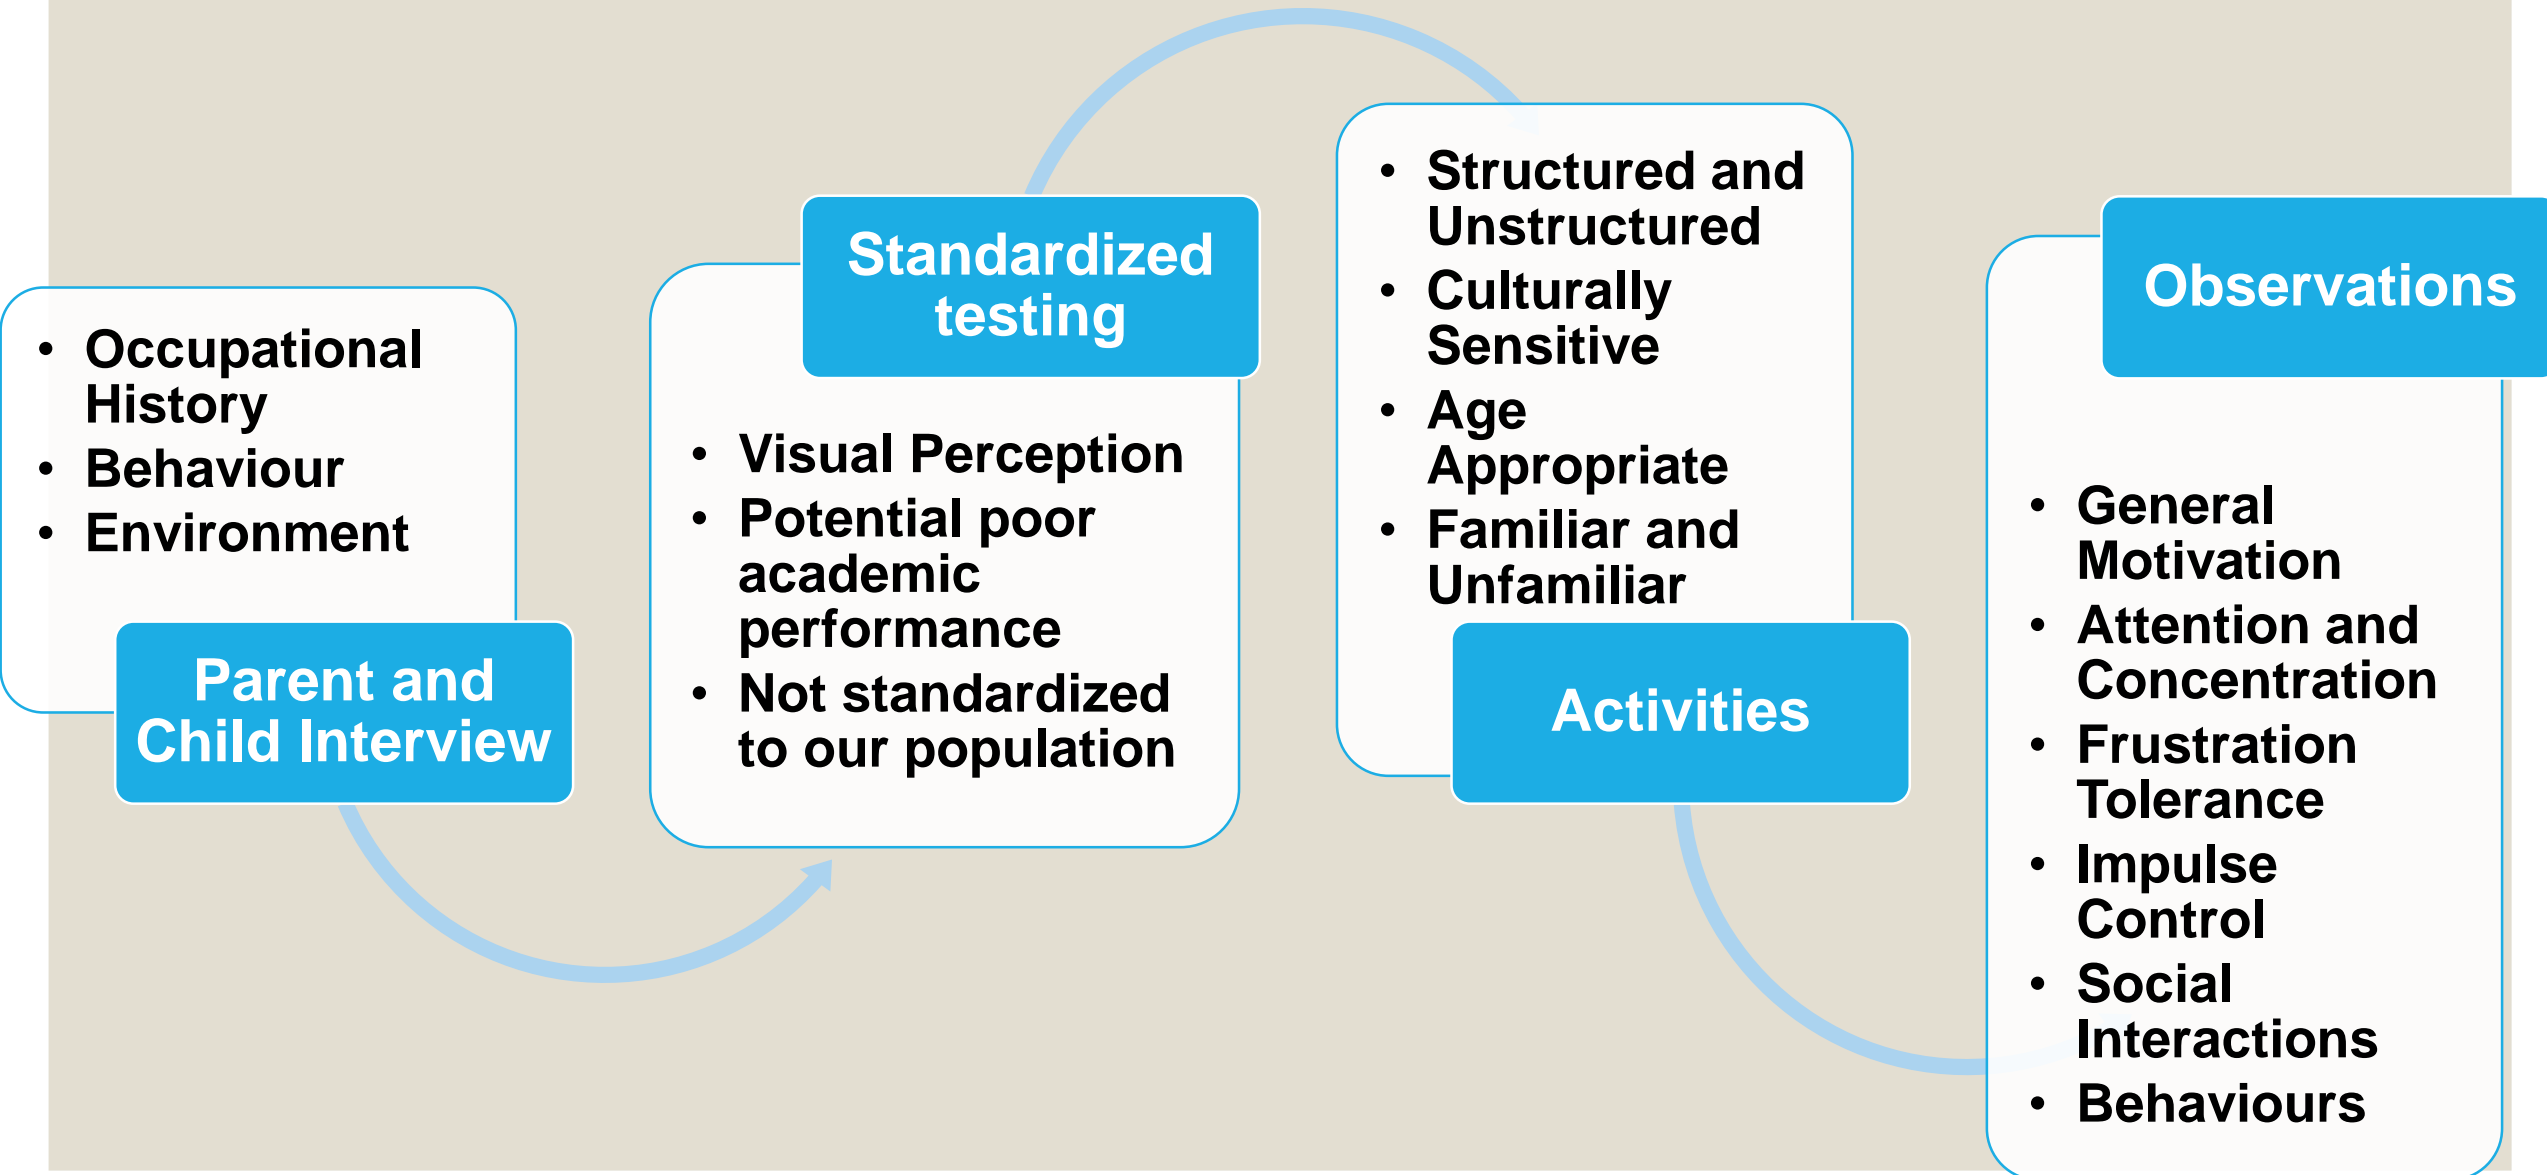 • Occupational
History
• Behaviour
• Environment
Parent and
Child Interview
Standardized
testing
• Visual Perception
• Potential poor
academic
performance
• Not standardized
to our population
• Structured and
Unstructured
• Culturally
Sensitive
• Age
Appropriate
• Familiar and
Unfamiliar
Activities
Observations
• General
Motivation
• Attention and
Concentration
• Frustration
Tolerance
• Impulse
Control
• Social
Interactions
• Behaviours